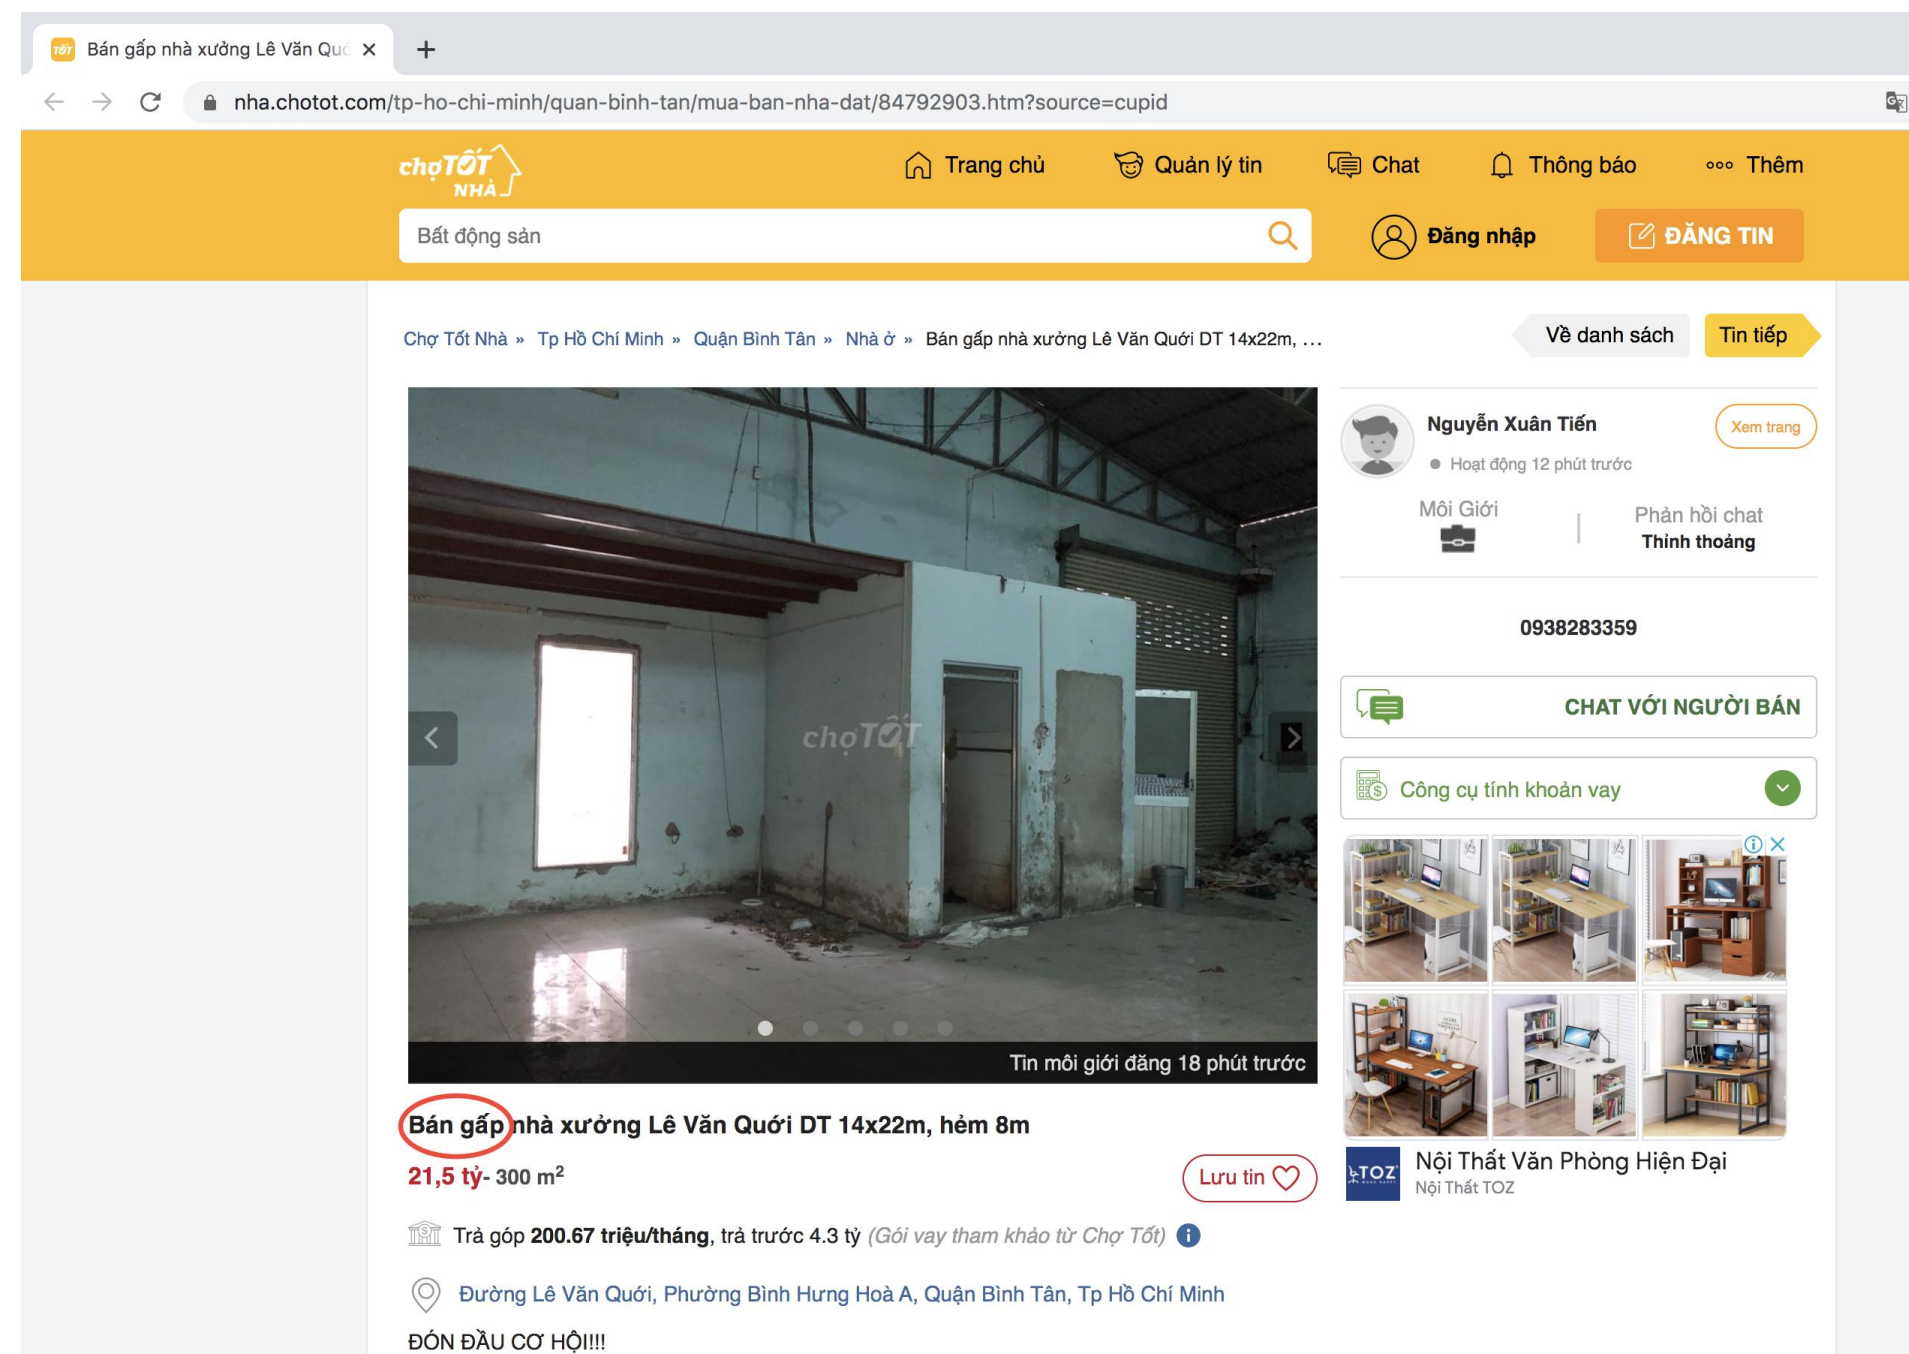 Bán gấp nhà xưởng Lê Văn Quớ
nha.chotot.com/tp-ho-chi-minh/quan-binh-tan/mua-ban-nha-dat/84792903.htm?source=cupid
chợTỐT NHÀ
Trang chủ
Quản lý tin
Chat
Thông báo
Thêm
Bất động sản
Đăng nhập
ĐĂNG TIN
Chợ Tốt Nhà » Tp Hồ Chí Minh » Quận Bình Tân » Nhà ở » Bán gấp nhà xưởng Lê Văn Quới DT 14x22m, ...
Về danh sách
Tin tiếp
Nguyễn Xuân Tiến
Xem trang
Hoạt động 12 phút trước
Môi Giới
Phản hồi chat
Thỉnh thoảng
0938283359
CHAT VỚI NGƯỜI BÁN
Công cụ tính khoản vay
chợTỐT
Tin môi giới đăng 18 phút trước
Bán gấp nhà xưởng Lê Văn Quới DT 14x22m, hẻm 8m
21,5 tỷ - 300 m²
Lưu tin
Trả góp 200.67 triệu/tháng, trả trước 4.3 tỷ (Gói vay tham khảo từ Chợ Tốt)
Đường Lê Văn Quới, Phường Bình Hưng Hoà A, Quận Bình Tân, Tp Hồ Chí Minh
ĐÓN ĐẦU CƠ HỘI!!!
TOZ
Nội Thất Văn Phòng Hiện Đại
Nội Thất TOZ